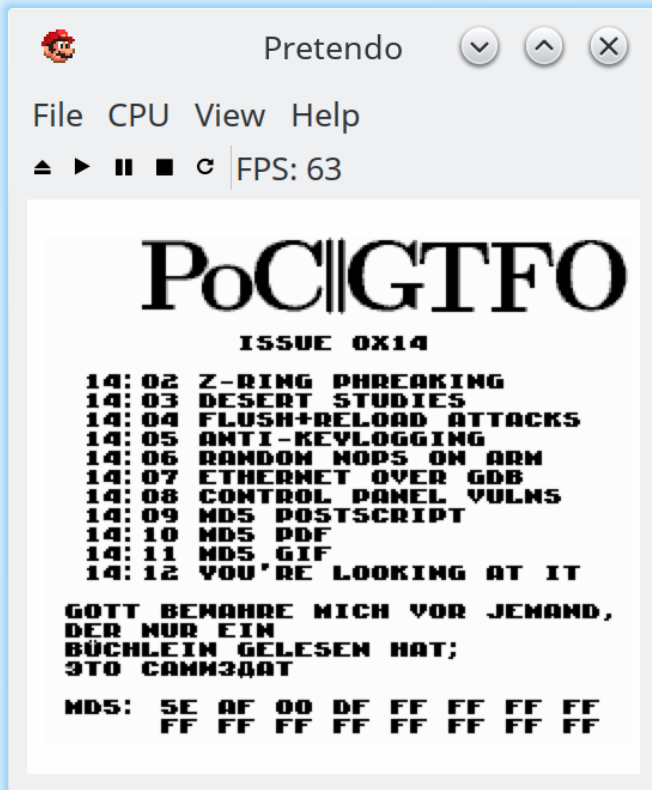 Pretendo
File CPU View Help
FPS: 63
PoC||GTFO
ISSUE 0X14
14:02 Z-RING PHREAKING
14:03 DESERT STUDIES
14:04 FLUSH+RELOAD ATTACKS
14:05 ANTI-KEYLOGGING
14:06 RANDOM NOPS ON ARM
14:07 ETHERNET OVER GDB
14:08 CONTROL PANEL VULNS
14:09 MD5 POSTSCRIPT
14:10 MD5 PDF
14:11 MD5 GIF
14:12 YOU'RE LOOKING AT IT
GOTT BEWAHRE MICH VOR JEMAND,
DER NUR EIN
BÜCHLEIN GELESEN HAT;
ЭТО САМИЗДАТ
MD5: 5E AF 00 DF FF FF FF FF
FF FF FF FF FF FF FF FF